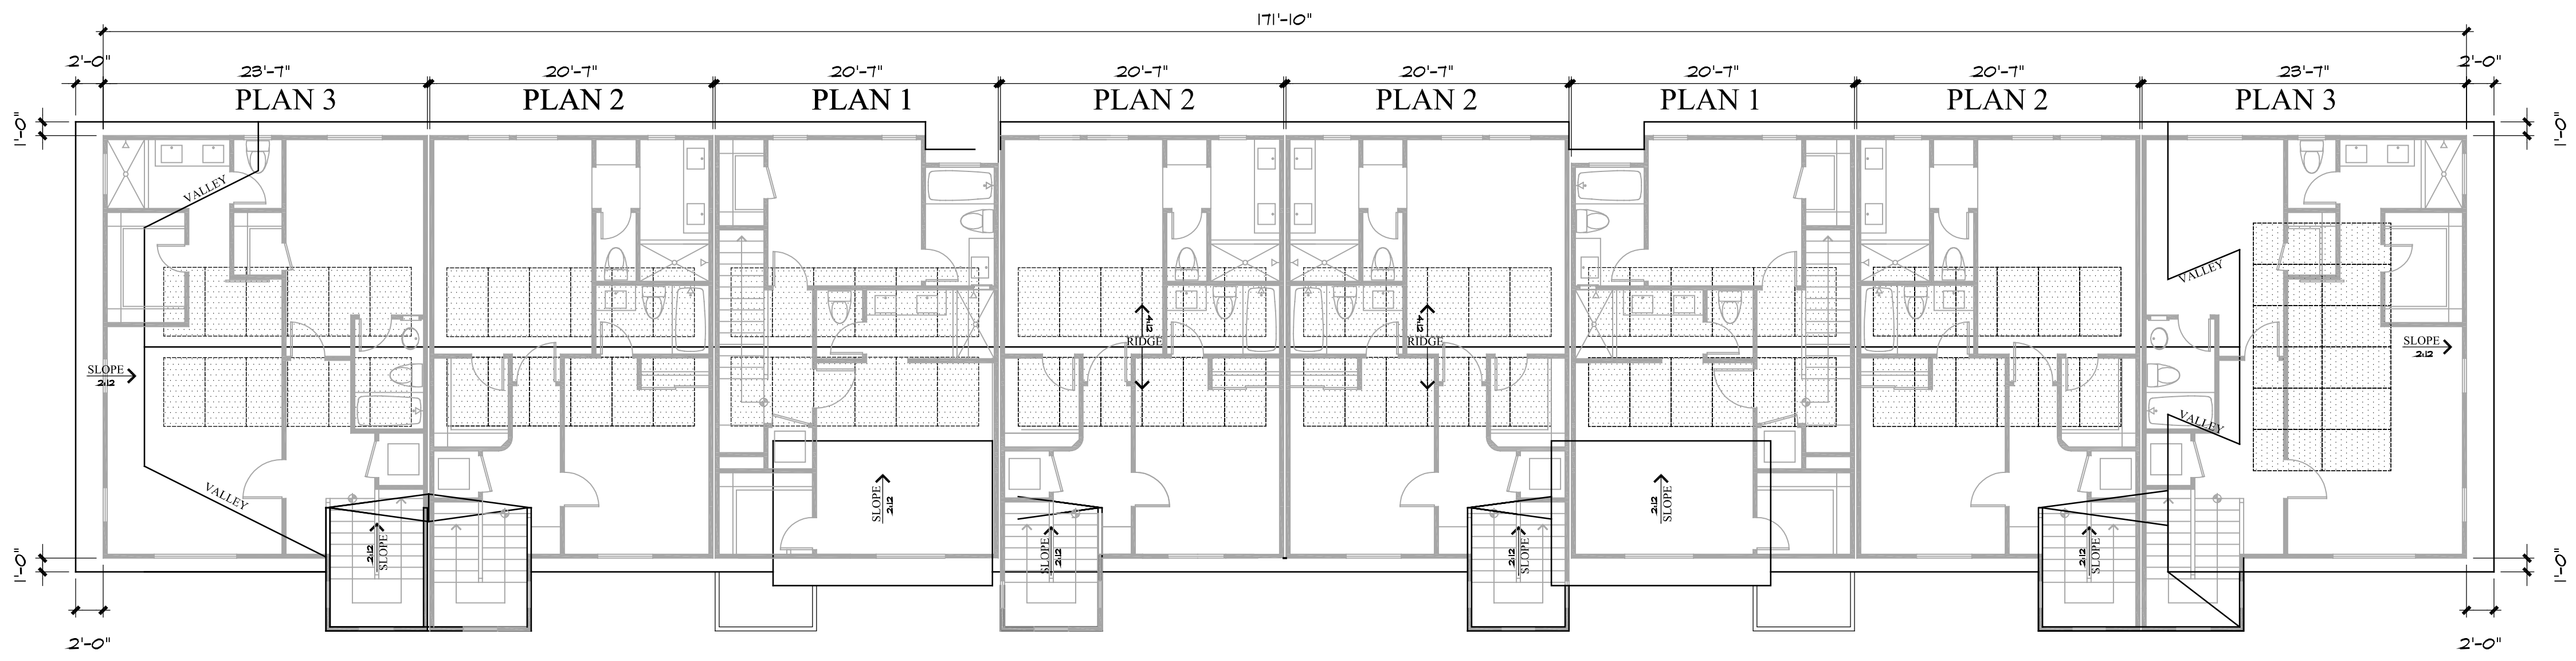 171'-10"
2'-0" 23'-7" 20'-7" 20'-7" 20'-7" 20'-7" 20'-7" 20'-7" 23'-7" 2'-0"
PLAN 3 PLAN 2 PLAN 1 PLAN 2 PLAN 2 PLAN 1 PLAN 2 PLAN 3
1'-0" 1'-0"
VALLEY VALLEY
4:12 4:12
RIDGE RIDGE
SLOPE 2:12 SLOPE 2:12
VALLEY
VALLEY
SLOPE 2:12 2:12 SLOPE
2:12 SLOPE SLOPE 2:12 2:12 SLOPE 2:12 SLOPE
1'-0" 1'-0"
2'-0" 2'-0"